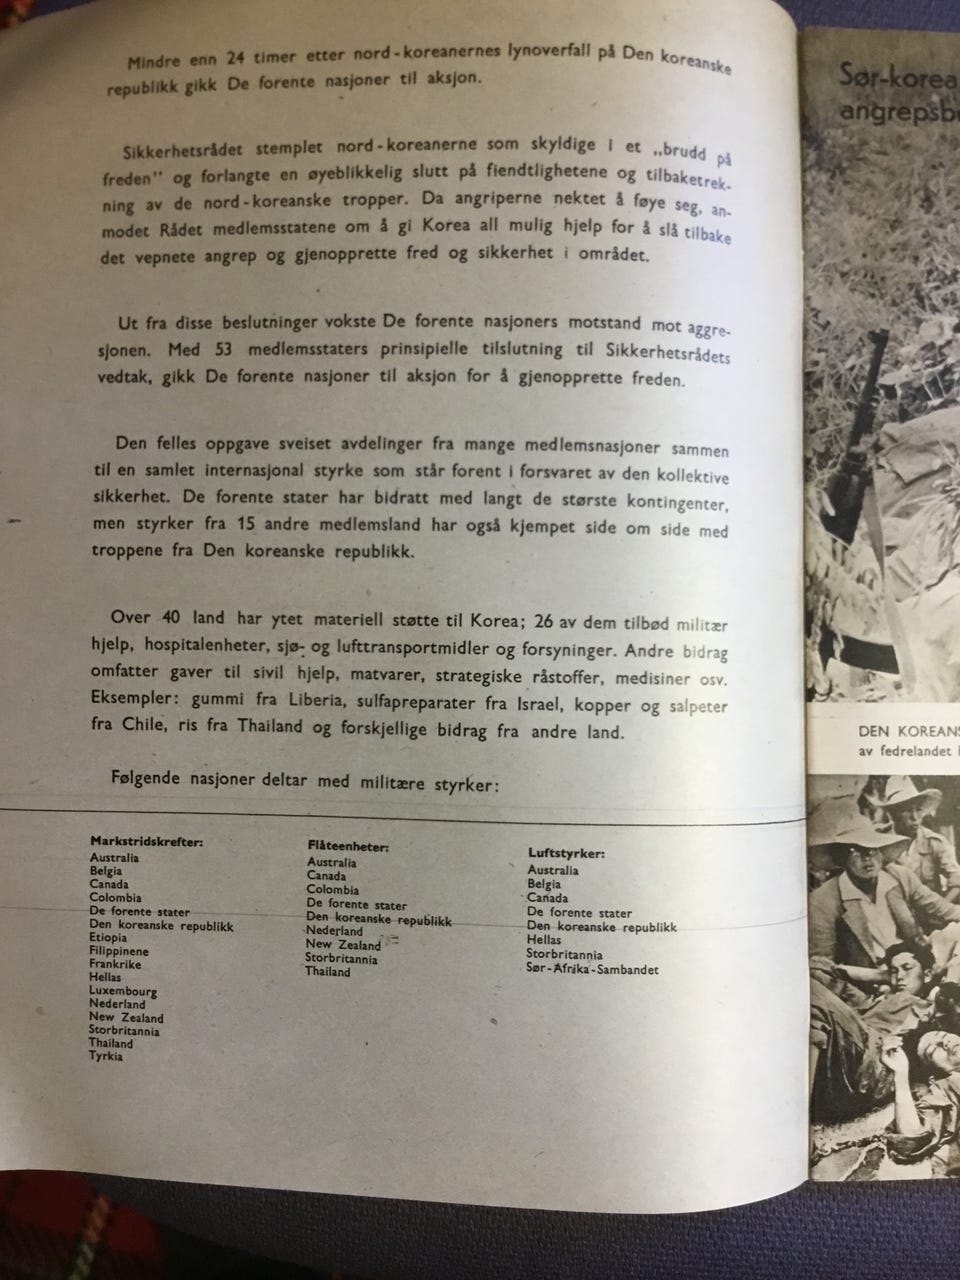 Mindre enn 24 timer etter nord-koreanernes lynoverfall på Den koreanske
republikk gikk De forente nasjoner til aksjon.
Sikkerhetsrådet stemplet nord-koreanerne som skyldige i et „brudd på
freden" og forlangte en øyeblikkelig slutt på fiendtlighetene og tilbaketrek-
ning av de nord-koreanske tropper. Da angriperne nektet å føye seg, an-
modet Rådet medlemsstatene om å gi Korea all mulig hjelp for å slå tilbake
det vepnete angrep og gjenopprette fred og sikkerhet i området.
Ut fra disse beslutninger vokste De forente nasjoners motstand mot aggre-
sjonen. Med 53 medlemsstaters prinsipielle tilslutning til Sikkerhetsrådets
vedtak, gikk De forente nasjoner til aksjon for å gjenopprette freden.
Den felles oppgave sveiset avdelinger fra mange medlemsnasjoner sammen
til en samlet internasjonal styrke som står forent i forsvaret av den kollektive
sikkerhet. De forente stater har bidratt med langt de største kontingenter,
men styrker fra 15 andre medlemsland har også kjempet side om side med
troppene fra Den koreanske republikk.
Over 40 land har ytet materiell støtte til Korea; 26 av dem tilbød militær
hjelp, hospitalenheter, sjø- og lufttransportmidler og forsyninger. Andre bidrag
omfatter gaver til sivil hjelp, matvarer, strategiske råstoffer, medisiner osv.
Eksempler: gummi fra Liberia, sulfapreparater fra Israel, kopper og salpeter
fra Chile, ris fra Thailand og forskjellige bidrag fra andre land.
Følgende nasjoner deltar med militære styrker:
Markstridskrefter:
Australia
Belgia
Canada
Colombia
De forente stater
Den koreanske republikk
Etiopia
Filippinene
Frankrike
Hellas
Luxembourg
Nederland
New Zealand
Storbritannia
Thailand
Tyrkia
Flåteenheter:
Australia
Canada
Colombia
De forente stater
Den koreanske republikk
Nederland
New Zealand
Storbritannia
Thailand
Luftstyrker:
Australia
Belgia
Canada
De forente stater
Den koreanske republikk
Hellas
Storbritannia
Sør-Afrika-Sambandet
Sør-korea
angrepsb
DEN KOREANS
av fedrelandet